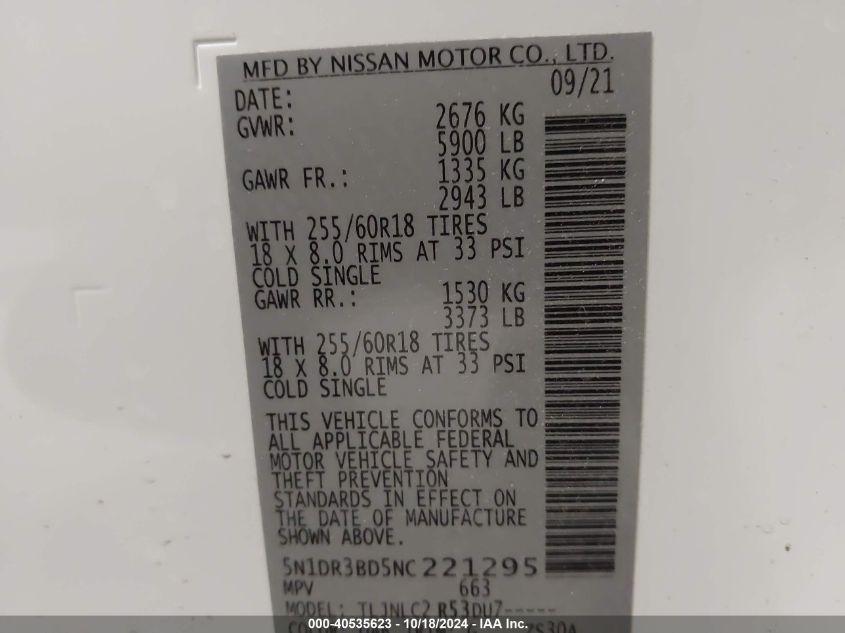 MFD BY NISSAN MOTOR CO., LTD.
DATE: 09/21
GVWR: 2676 KG
5900 LB
GAWR FR.: 1335 KG
2943 LB
WITH 255/60R18 TIRES
18 X 8.0 RIMS AT 33 PSI
COLD SINGLE
GAWR RR.: 1530 KG
3373 LB
WITH 255/60R18 TIRES
18 X 8.0 RIMS AT 33 PSI
COLD SINGLE
THIS VEHICLE CONFORMS TO
ALL APPLICABLE FEDERAL
MOTOR VEHICLE SAFETY AND
THEFT PREVENTION
STANDARDS IN EFFECT ON
THE DATE OF MANUFACTURE
SHOWN ABOVE.
5N1DR3BD5NC221295
MPV 663
MODEL: TLJNLC2 R53DU7-----
000-40535623 - 10/18/2024 - IAA Inc.